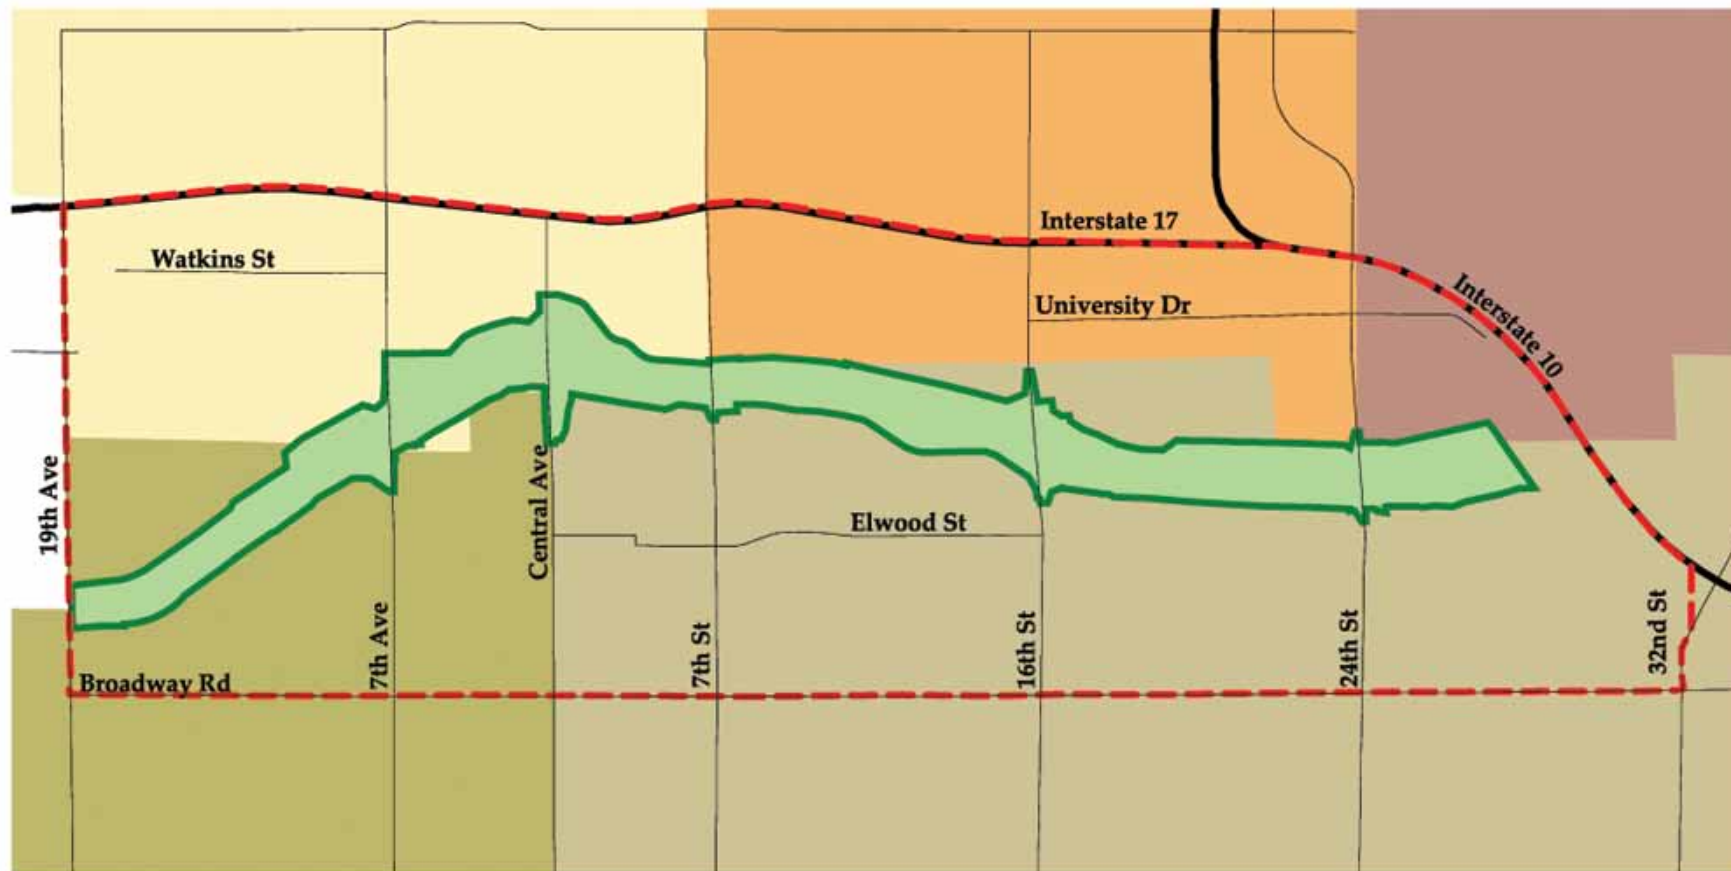 Interstate 17
Watkins St
Interstate 10
University Dr
19th Ave
Central Ave
Elwood St
7th Ave
7th St
16th St
24th St
32nd St
Broadway Rd